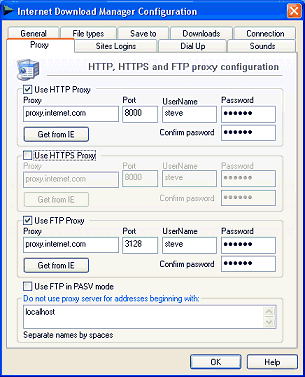 Internet Download Manager Configuration
General File types Save to Downloads Connection
Proxy Sites Logins Dial Up Sounds
HTTP, HTTPS and FTP proxy configuration
Use HTTP Proxy
Proxy Port UserName Password
proxy.internet.com 8000 steve ••••••
Get from IE Confirm password ••••••
Use HTTPS Proxy
Proxy Port UserName Password
proxy.internet.com 8000 steve ••••••
Get from IE Confirm password ••••••
Use FTP Proxy
Proxy Port UserName Password
proxy.internet.com 3128 steve ••••••
Get from IE Confirm password ••••••
Use FTP in PASV mode
Do not use proxy server for addresses beginning with:
localhost
Separate names by spaces
OK Help